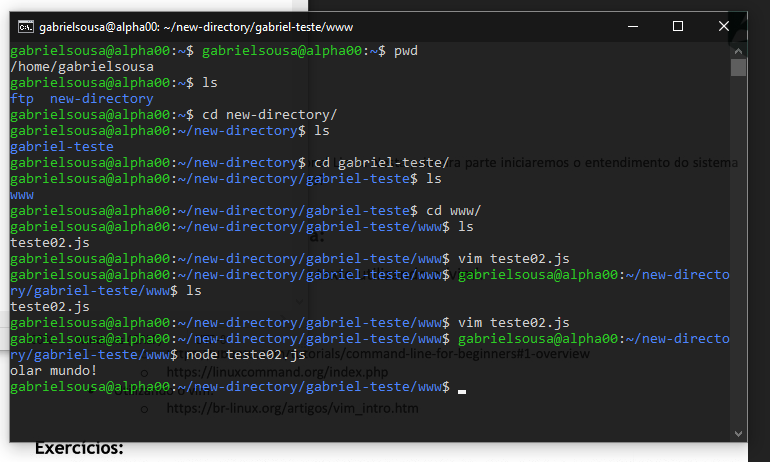 gabrielsousa@alpha00: ~/new-directory/gabriel-teste/www
gabrielsousa@alpha00:~$ gabrielsousa@alpha00:~$ pwd
/home/gabrielsousa
gabrielsousa@alpha00:~$ ls
ftp  new-directory
gabrielsousa@alpha00:~$ cd new-directory/
gabrielsousa@alpha00:~/new-directory$ ls
gabriel-teste
gabrielsousa@alpha00:~/new-directory$ cd gabriel-teste/
parte iniciaremos o entendimento do sistema
gabrielsousa@alpha00:~/new-directory/gabriel-teste$ ls
www
gabrielsousa@alpha00:~/new-directory/gabriel-teste$ cd www/
gabrielsousa@alpha00:~/new-directory/gabriel-teste/www$ ls
teste02.js
gabrielsousa@alpha00:~/new-directory/gabriel-teste/www$ vim teste02.js
gabrielsousa@alpha00:~/new-directory/gabriel-teste/www$ gabrielsousa@alpha00:~/new-directo
ry/gabriel-teste/www$ ls
teste02.js
gabrielsousa@alpha00:~/new-directory/gabriel-teste/www$ vim teste02.js
gabrielsousa@alpha00:~/new-directory/gabriel-teste/www$ gabrielsousa@alpha00:~/new-directo
ry/gabriel-teste/www$ node teste02.js
orials/command-line-for-beginners#1-overview
olar mundo!
o https://linuxcommand.org/index.php
gabrielsousa@alpha00:~/new-directory/gabriel-teste/www$
o https://br-linux.org/artigos/vim_intro.htm
Exercícios: